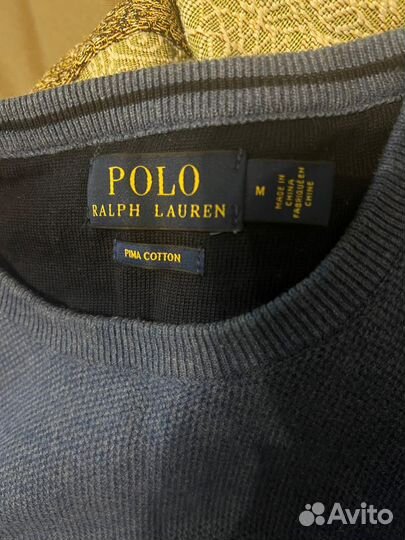 POLO
RALPH LAUREN
M
MADE IN
CHINA
FABRIQUÉ EN
CHINE
PIMA COTTON
Avito